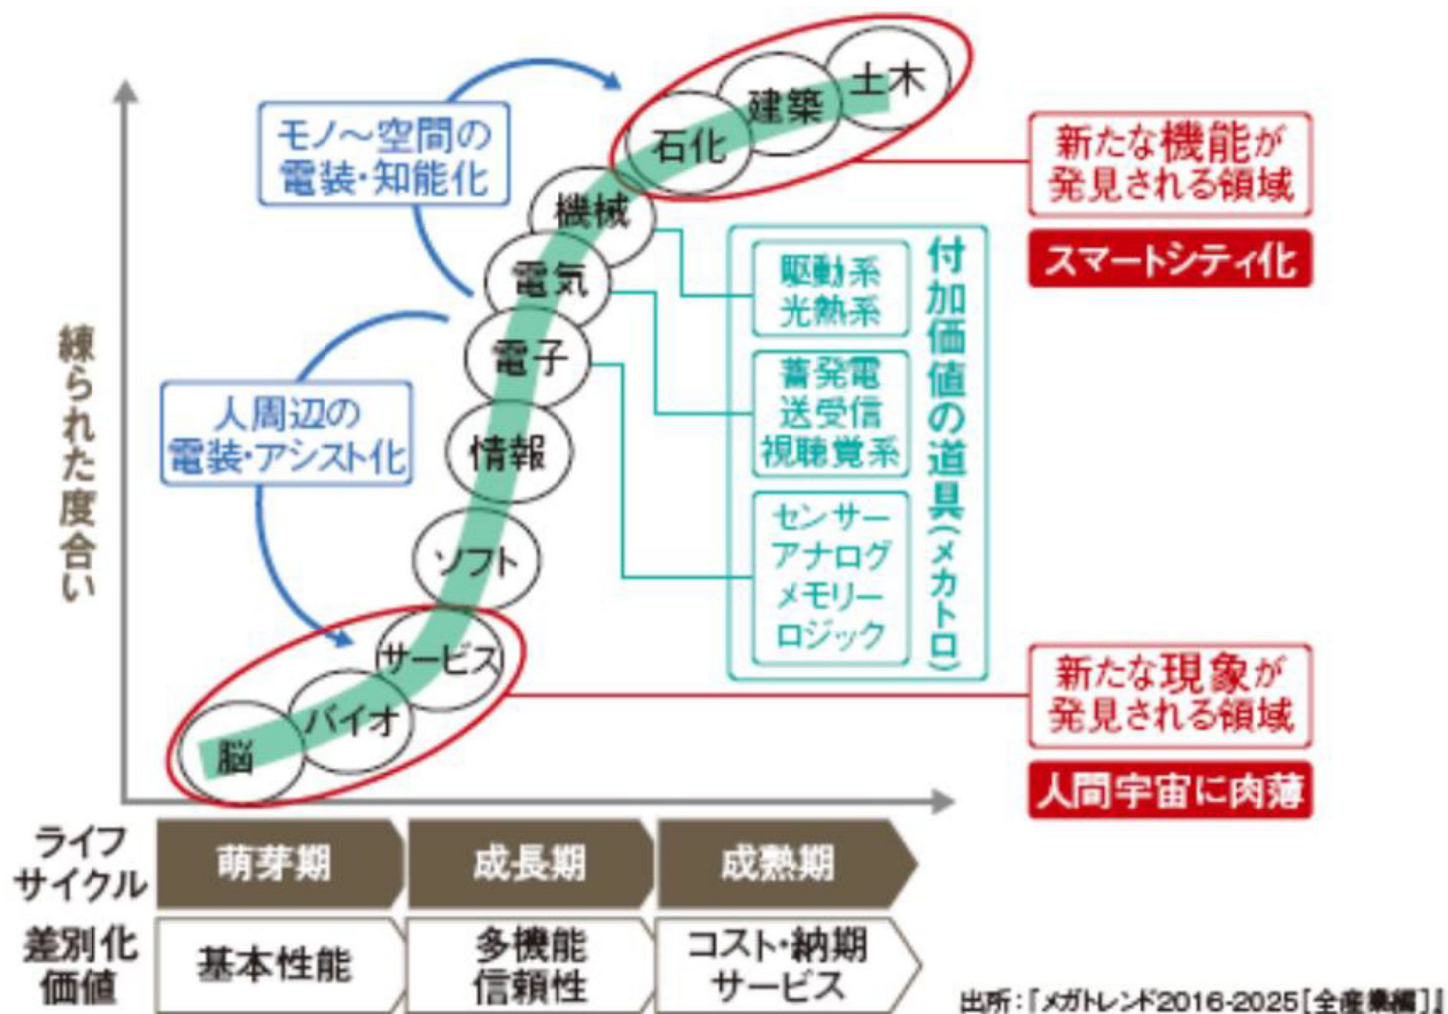 土木
建築
石化
モノ～空間の
電装・知能化
新たな機能が
発見される領域
スマートシティ化
機械
電気
電子
情報
ソフト
サービス
バイオ
脳
駆動系
光熱系
蓄発電
送受信
視聴覚系
センサー
アナログ
メモリー
ロジック
付加価値の道具(メカトロ)
練られた度合い
人周辺の
電装・アシスト化
新たな現象が
発見される領域
人間宇宙に肉薄
ライフ
サイクル
萌芽期
成長期
成熟期
差別化
価値
基本性能
多機能
信頼性
コスト・納期
サービス
出所：『メガトレンド2016-2025[全産業編]』